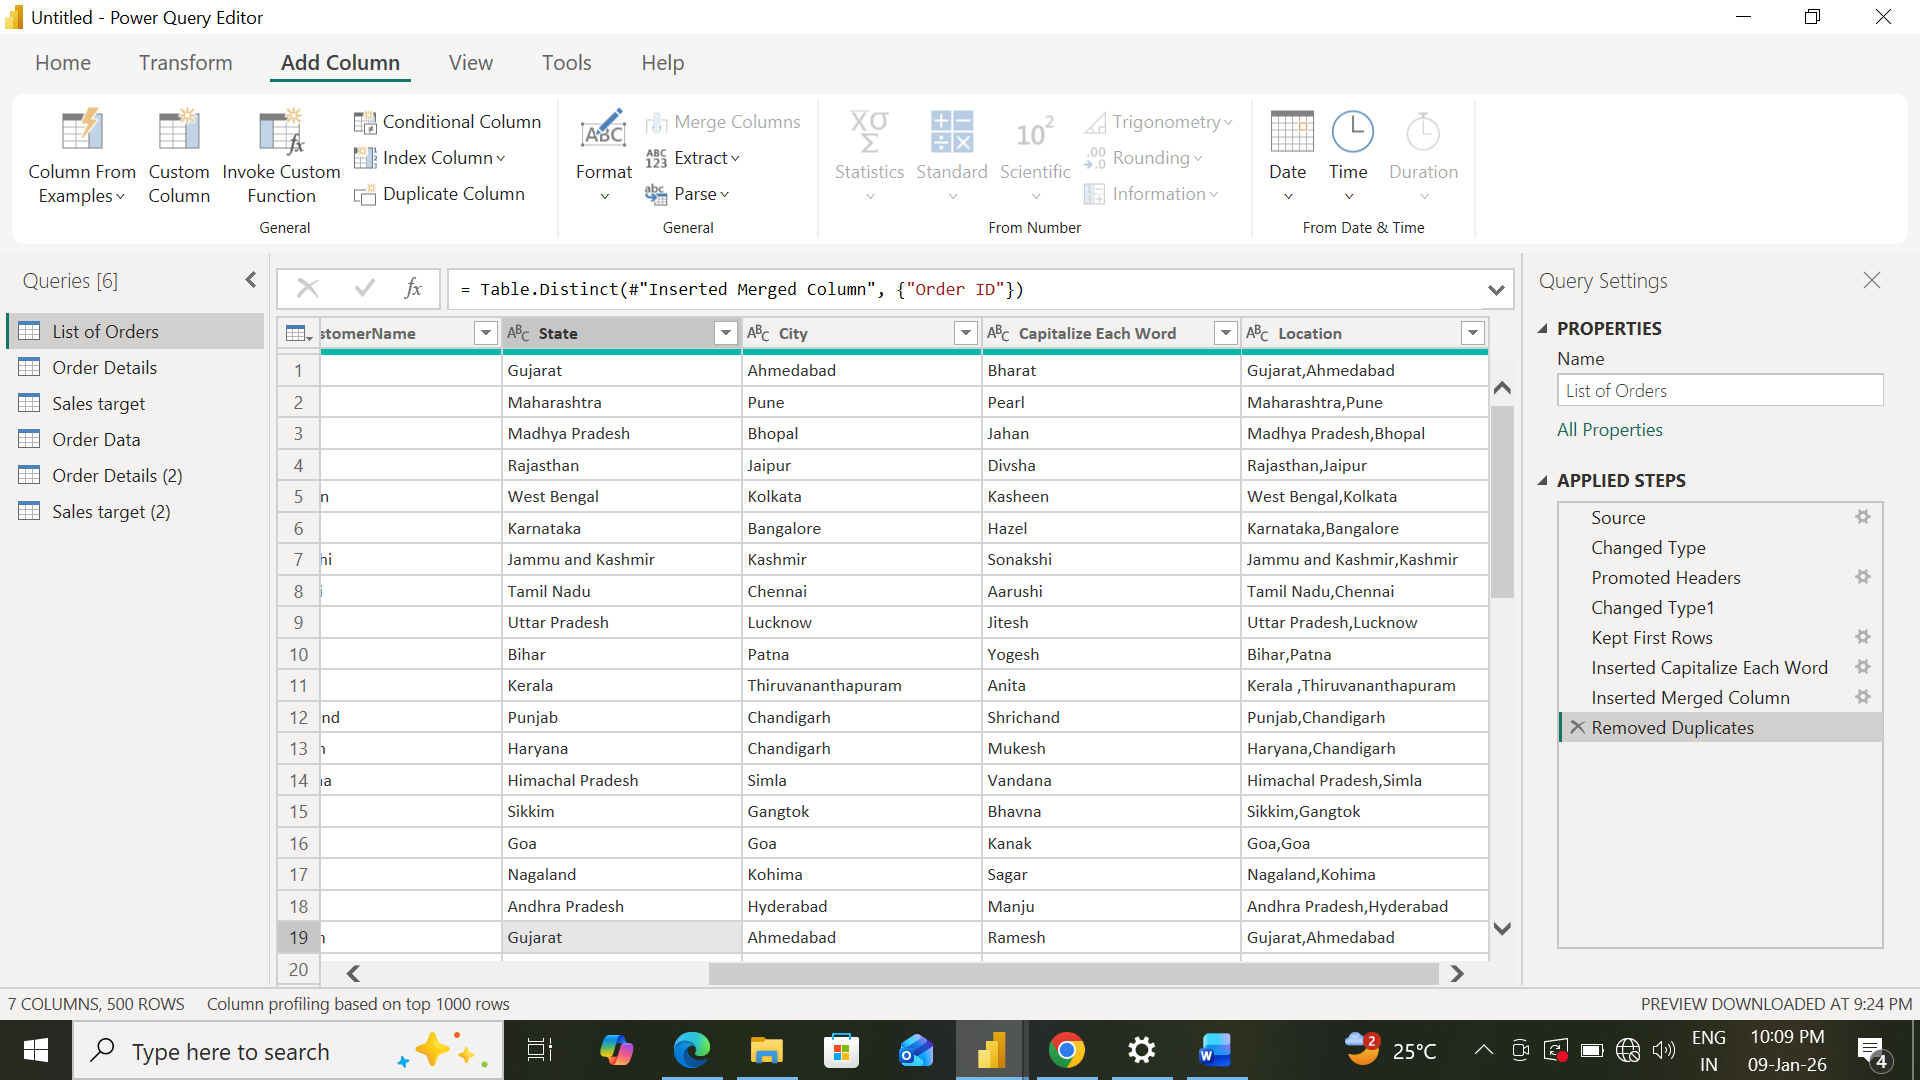 Untitled - Power Query Editor
Home Transform Add Column View Tools Help
Column From Examples
Custom Column
Invoke Custom Function
Conditional Column
Index Column
Duplicate Column
General
Format
Merge Columns
Extract
Parse
General
Statistics
Standard
Scientific
Trigonometry
Rounding
Information
From Number
Date
Time
Duration
From Date & Time
Queries [6]
List of Orders
Order Details
Sales target
Order Data
Order Details (2)
Sales target (2)
= Table.Distinct(#"Inserted Merged Column", {"Order ID"})
stomerName State City Capitalize Each Word Location
1 Gujarat Ahmedabad Bharat Gujarat,Ahmedabad
2 Maharashtra Pune Pearl Maharashtra,Pune
3 Madhya Pradesh Bhopal Jahan Madhya Pradesh,Bhopal
4 Rajasthan Jaipur Divsha Rajasthan,Jaipur
5 n West Bengal Kolkata Kasheen West Bengal,Kolkata
6 Karnataka Bangalore Hazel Karnataka,Bangalore
7 hi Jammu and Kashmir Kashmir Sonakshi Jammu and Kashmir,Kashmir
8 i Tamil Nadu Chennai Aarushi Tamil Nadu,Chennai
9 Uttar Pradesh Lucknow Jitesh Uttar Pradesh,Lucknow
10 Bihar Patna Yogesh Bihar,Patna
11 Kerala Thiruvananthapuram Anita Kerala ,Thiruvananthapuram
12 nd Punjab Chandigarh Shrichand Punjab,Chandigarh
13 h Haryana Chandigarh Mukesh Haryana,Chandigarh
14 na Himachal Pradesh Simla Vandana Himachal Pradesh,Simla
15 Sikkim Gangtok Bhavna Sikkim,Gangtok
16 Goa Goa Kanak Goa,Goa
17 Nagaland Kohima Sagar Nagaland,Kohima
18 Andhra Pradesh Hyderabad Manju Andhra Pradesh,Hyderabad
19 h Gujarat Ahmedabad Ramesh Gujarat,Ahmedabad
20
Query Settings
PROPERTIES
Name
List of Orders
All Properties
APPLIED STEPS
Source
Changed Type
Promoted Headers
Changed Type1
Kept First Rows
Inserted Capitalize Each Word
Inserted Merged Column
Removed Duplicates
7 COLUMNS, 500 ROWS Column profiling based on top 1000 rows
PREVIEW DOWNLOADED AT 9:24 PM
Type here to search
2
25°C
ENG
IN
10:09 PM
09-Jan-26
4